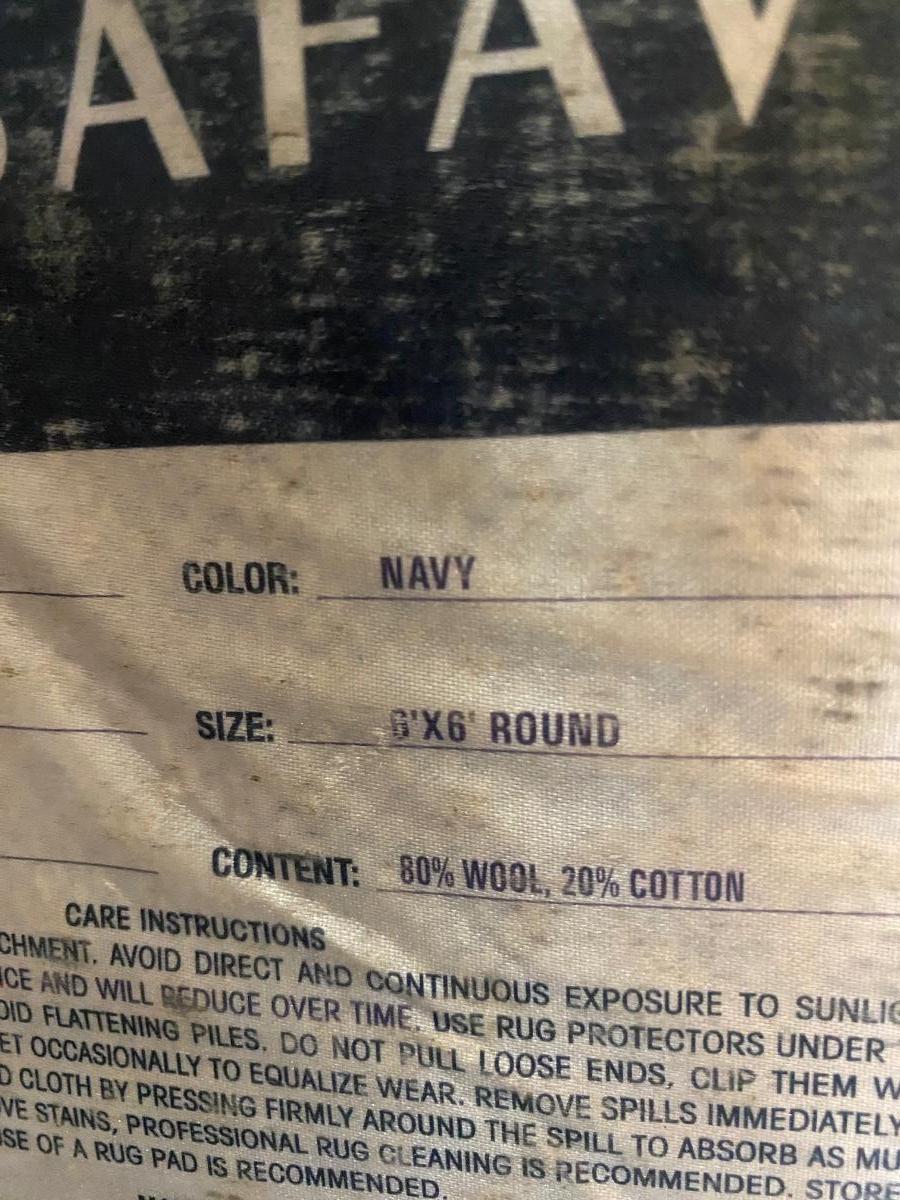 SAFAV
COLOR: NAVY
SIZE: 6'X6' ROUND
CONTENT: 80% WOOL, 20% COTTON
CARE INSTRUCTIONS
CHMENT. AVOID DIRECT AND CONTINUOUS EXPOSURE TO SUNLIG
ICE AND WILL REDUCE OVER TIME. USE RUG PROTECTORS UNDER
OID FLATTENING PILES. DO NOT PULL LOOSE ENDS, CLIP THEM W
ET OCCASIONALLY TO EQUALIZE WEAR. REMOVE SPILLS IMMEDIATELY
D CLOTH BY PRESSING FIRMLY AROUND THE SPILL TO ABSORB AS MU
VE STAINS, PROFESSIONAL RUG CLEANING IS RECOMMENDED. STORE
USE OF A RUG PAD IS RECOMMENDED.